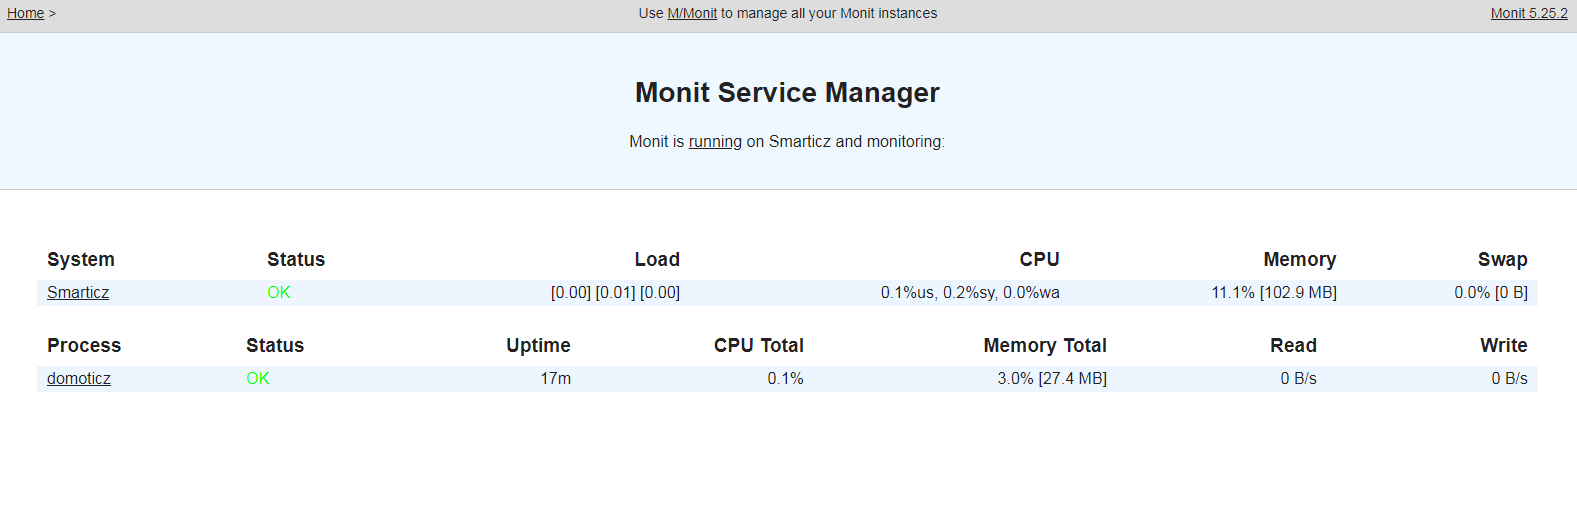 Home > Use M/Monit to manage all your Monit instances Monit 5.25.2
Monit Service Manager
Monit is running on Smarticz and monitoring:
System Status Load CPU Memory Swap
Smarticz OK [0.00] [0.01] [0.00] 0.1%us, 0.2%sy, 0.0%wa 11.1% [102.9 MB] 0.0% [0 B]
Process Status Uptime CPU Total Memory Total Read Write
domoticz OK 17m 0.1% 3.0% [27.4 MB] 0 B/s 0 B/s